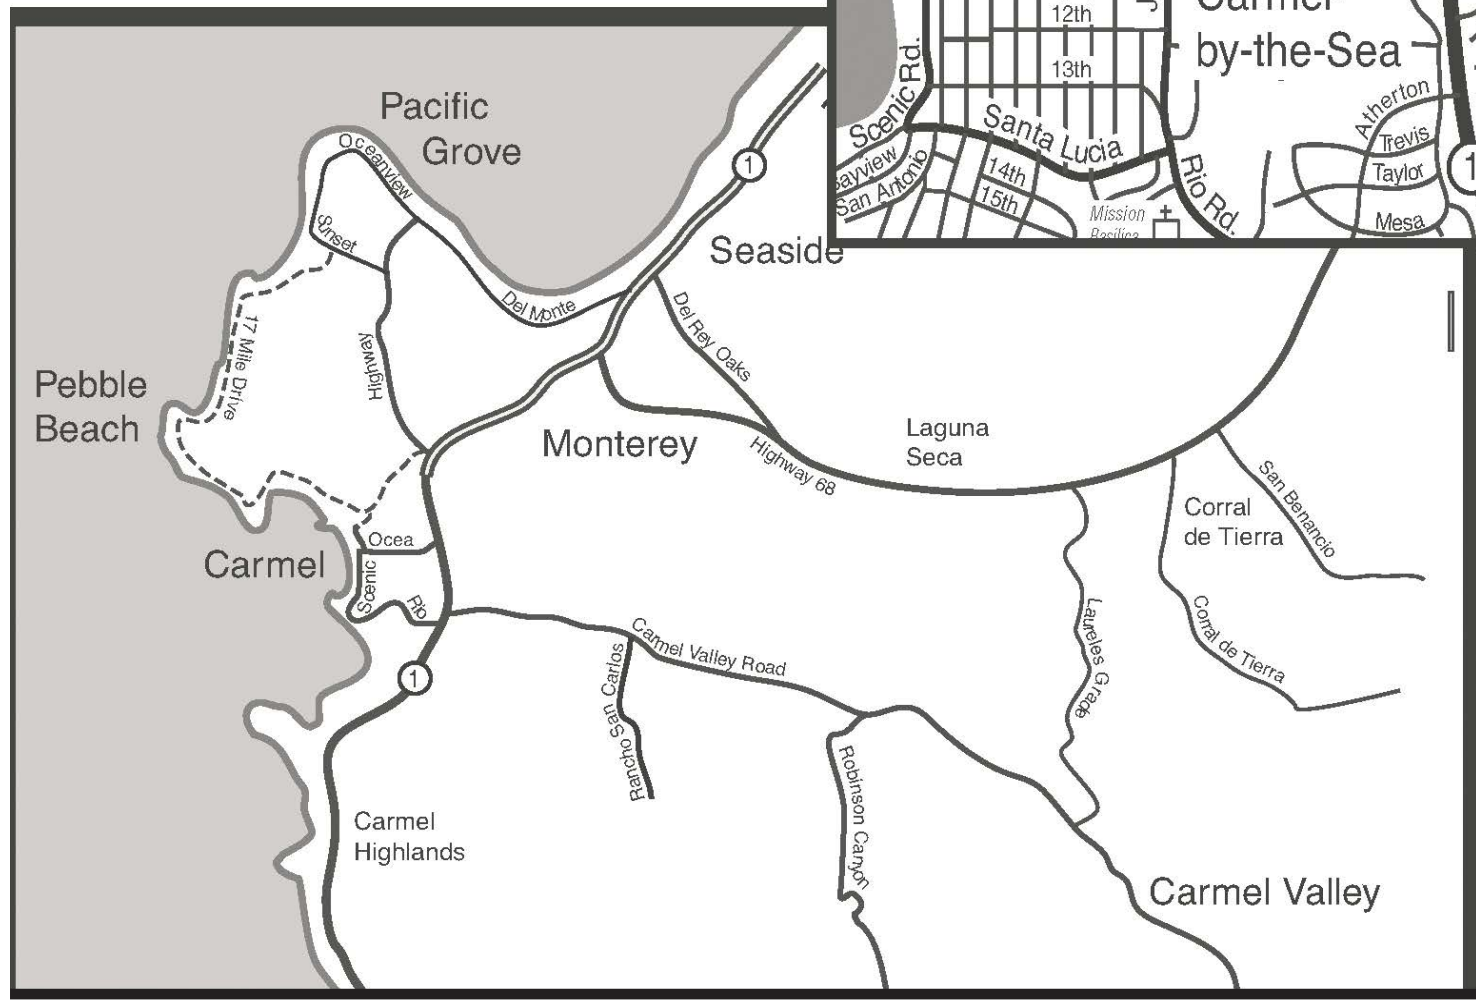 12th
by-the-Sea
13th
Scenic Rd.
Santa Lucia
Atherton
Trevis
Taylor
Mesa
1
San Antonio
14th
15th
Rio Rd.
Mission
Pacific
Grove
Oceanview
Sunset
1
Seaside
Del Monte
Del Rey Oaks
17 Mile Drive
Highway
Pebble
Beach
Monterey
Highway 68
Laguna
Seca
San Benancio
Corral
de Tierra
Corral de Tierra
Laureles Grade
Ocea
Carmel
Scenic
Rio
1
Carmel Valley Road
Rancho San Carlos
Robinson Canyon
Carmel
Highlands
Carmel Valley